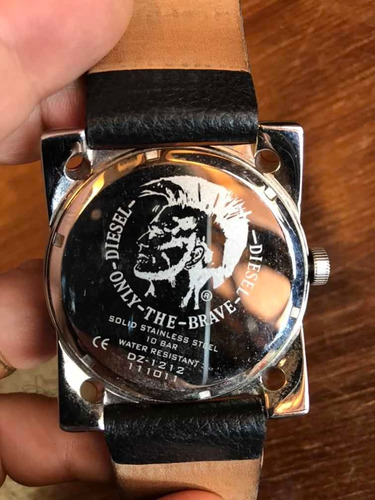 DIESEL
DIESEL
ONLY-THE-BRAVE
®
SOLID STAINLESS STEEL
10 BAR
WATER RESISTANT
CE DZ-1212
111011